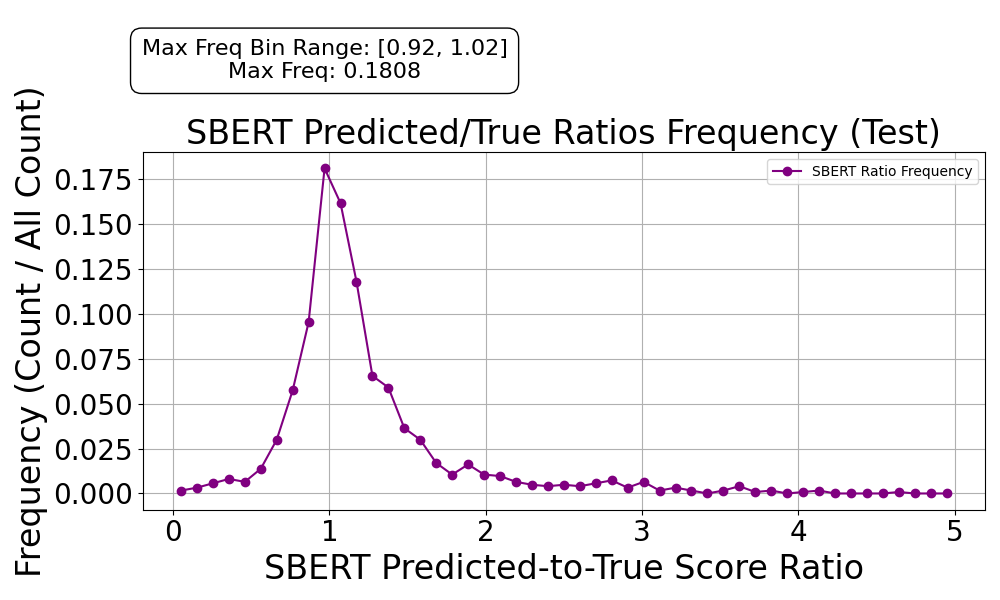 Max Freq Bin Range: [0.92, 1.02]
Max Freq: 0.1808
SBERT Predicted/True Ratios Frequency (Test)
SBERT Ratio Frequency
Frequency (Count / All Count)
0.175
0.150
0.125
0.100
0.075
0.050
0.025
0.000
0 1 2 3 4 5
SBERT Predicted-to-True Score Ratio